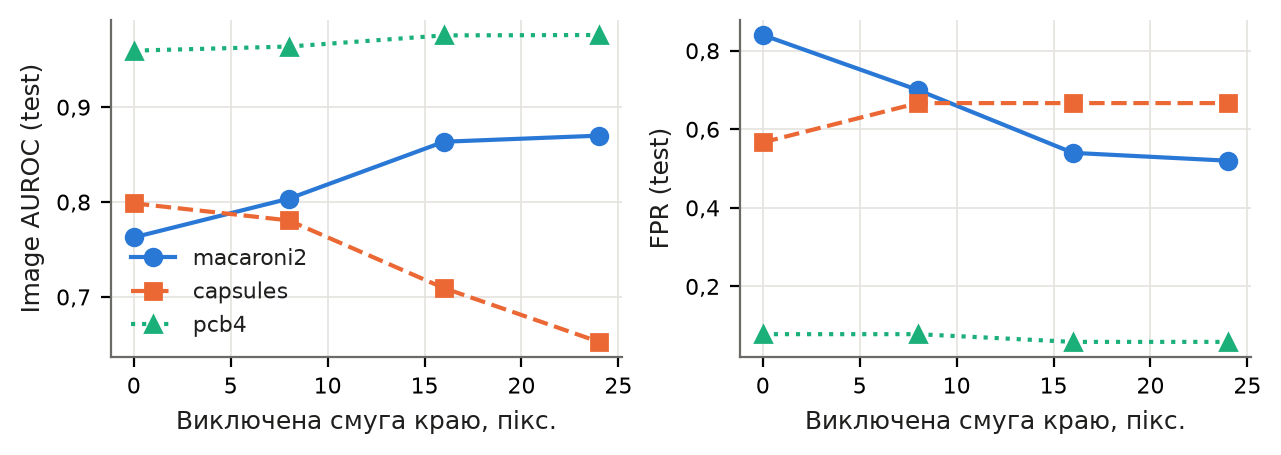 Image AUROC (test)
0,9
0,8
0,7
macaroni2
capsules
pcb4
0 5 10 15 20 25
Виключена смуга краю, пікс.
FPR (test)
0,8
0,6
0,4
0,2
0 5 10 15 20 25
Виключена смуга краю, пікс.